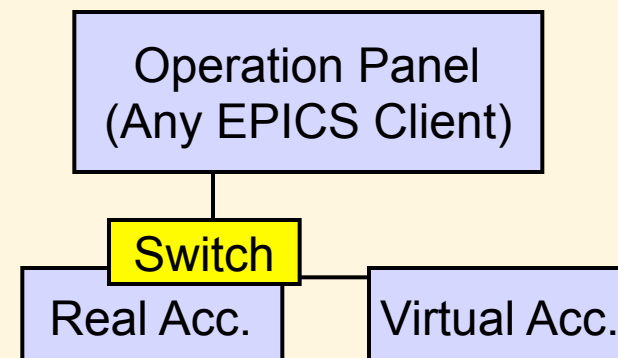 Operation Panel
(Any EPICS Client)
Switch
Real Acc.
Virtual Acc.